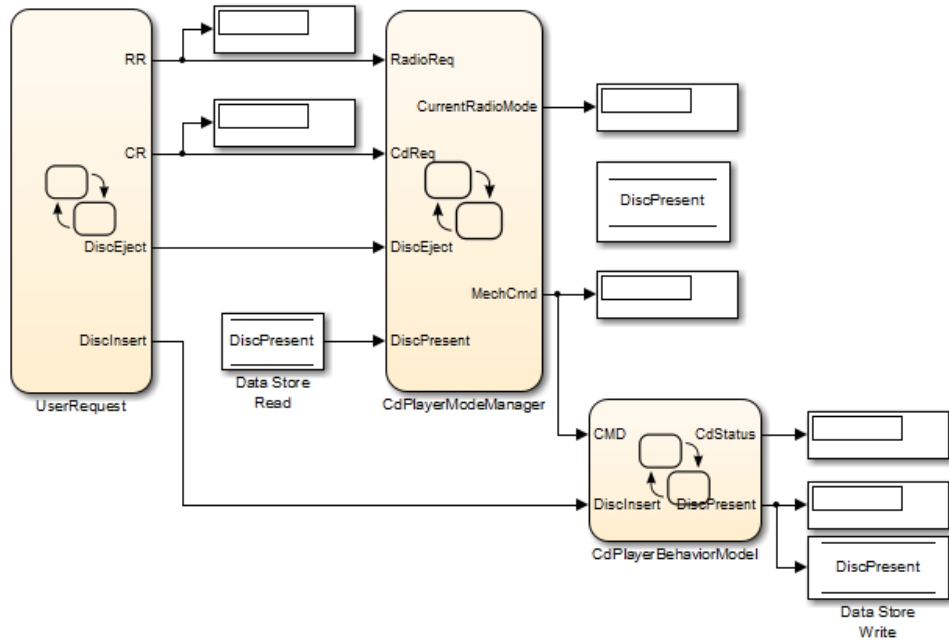 RR
RadioReq
CurrentRadioMode
CR
CdReq
DiscPresent
DiscEject
DiscEject
MechCmd
DiscInsert
DiscPresent
DiscPresent
Data Store
Read
UserRequest
CdPlayerModeManager
CMD
CdStatus
DiscInsert
DiscPresent
CdPlayerBehaviorModel
DiscPresent
Data Store
Write